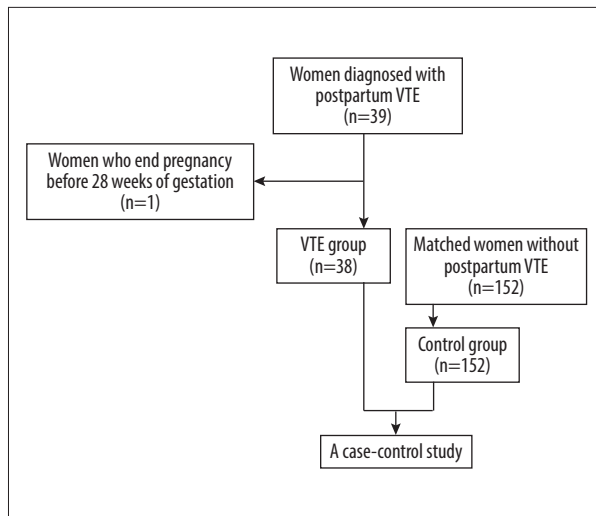 Women diagnosed with
postpartum VTE
(n=39)
Women who end pregnancy
before 28 weeks of gestation
(n=1)
VTE group
(n=38)
Matched women without
postpartum VTE
(n=152)
Control group
(n=152)
A case-control study